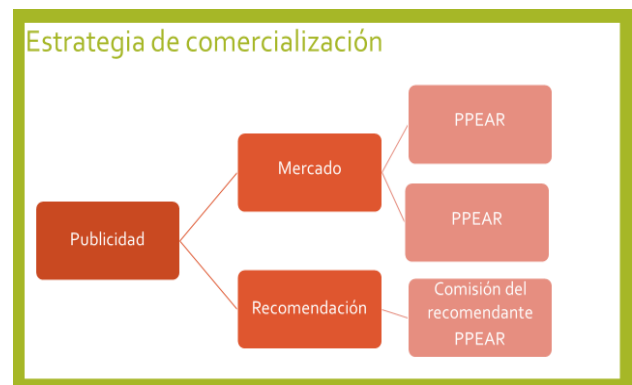 Estrategia de comercialización
Publicidad
Mercado
PPEAR
PPEAR
Recomendación
Comisión del
recomendante
PPEAR